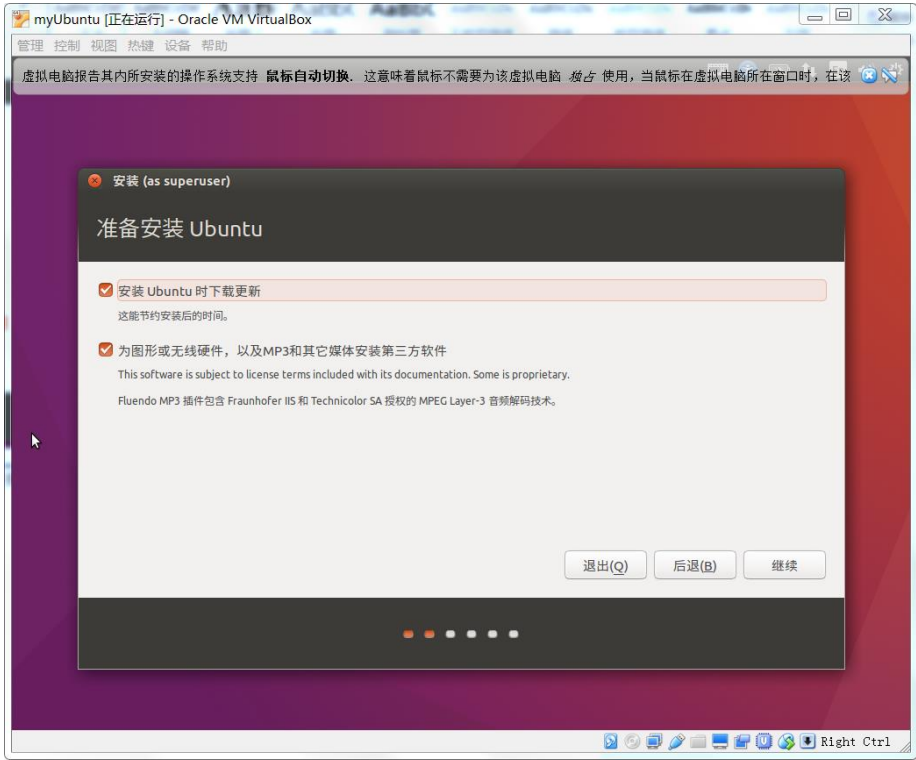 myUbuntu [正在运行] - Oracle VM VirtualBox
管理 控制 视图 热键 设备 帮助
虚拟电脑报告其内所安装的操作系统支持 鼠标自动切换. 这意味着鼠标不需要为该虚拟电脑 独占 使用，当鼠标在虚拟电脑所在窗口时，在该
安装 (as superuser)
准备安装 Ubuntu
安装 Ubuntu 时下载更新
这能节约安装后的时间。
为图形或无线硬件，以及MP3和其它媒体安装第三方软件
This software is subject to license terms included with its documentation. Some is proprietary.
Fluendo MP3 插件包含 Fraunhofer IIS 和 Technicolor SA 授权的 MPEG Layer-3 音频解码技术。
退出(Q) 后退(B) 继续
Right Ctrl